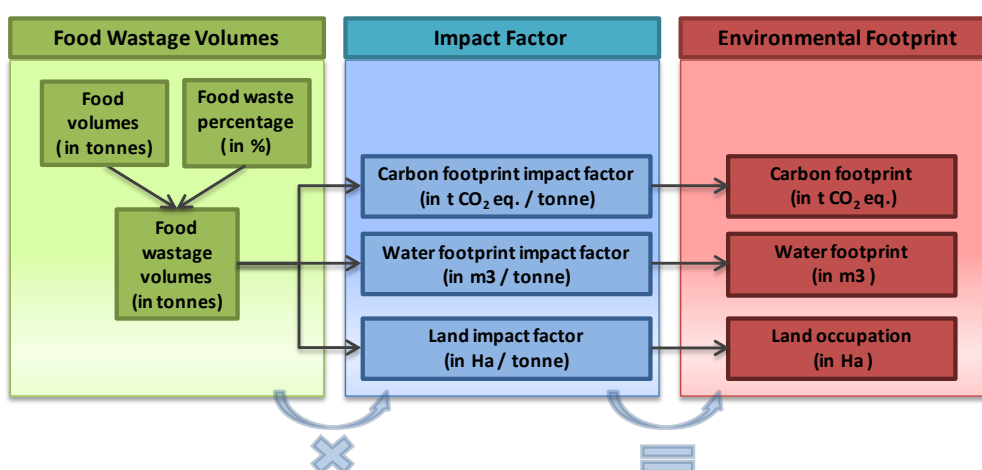 Food Wastage Volumes
Impact Factor
Environmental Footprint
Food
volumes
(in tonnes)
Food waste
percentage
(in %)
Food
wastage
volumes
(in tonnes)
Carbon footprint impact factor
(in t CO₂ eq. / tonne)
Water footprint impact factor
(in m3 / tonne)
Land impact factor
(in Ha / tonne)
Carbon footprint
(in t CO₂ eq.)
Water footprint
(in m3 )
Land occupation
(in Ha )